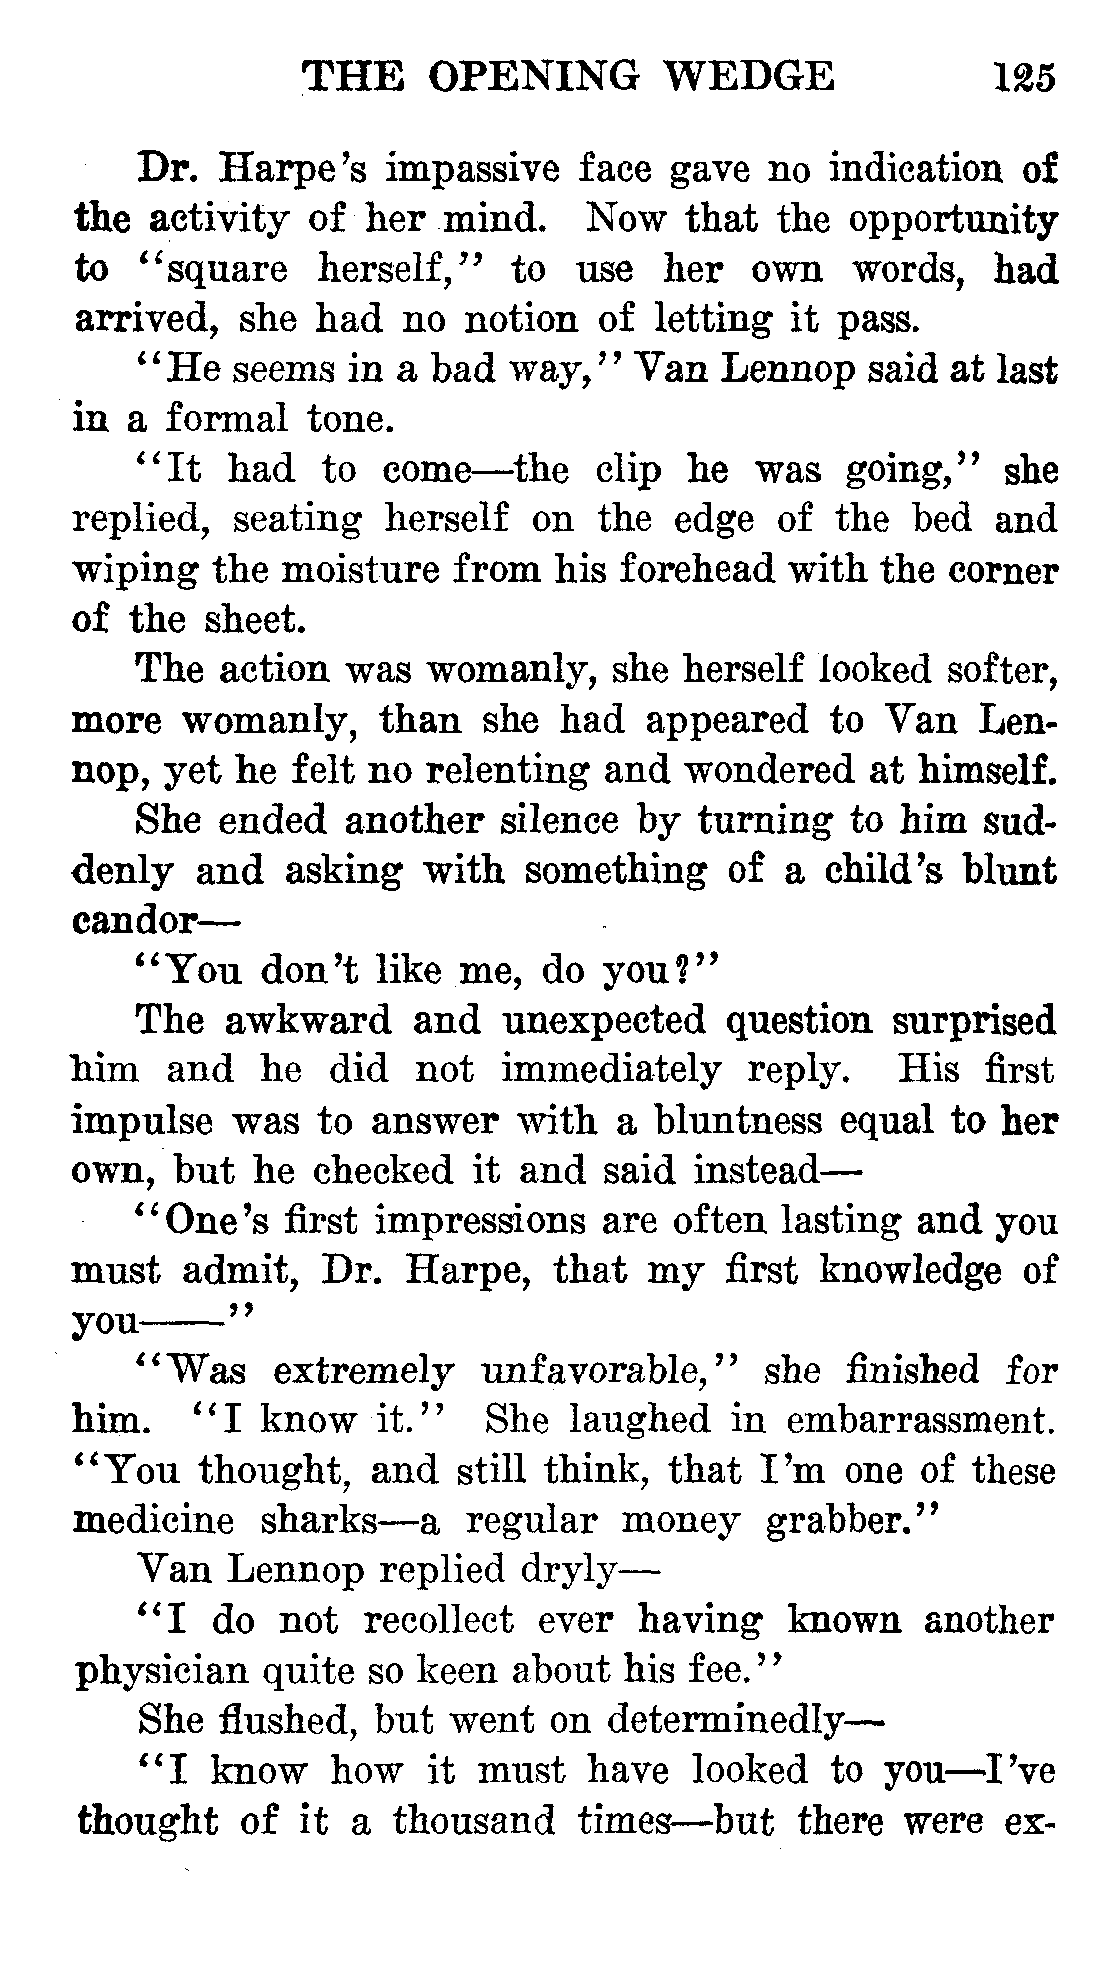 THE OPENING WEDGE 125
Dr. Harpe's impassive face gave no indication of
the activity of her mind. Now that the opportunity
to "square herself," to use her own words, had
arrived, she had no notion of letting it pass.
"He seems in a bad way," Van Lennop said at last
in a formal tone.
"It had to come—the clip he was going," she
replied, seating herself on the edge of the bed and
wiping the moisture from his forehead with the corner
of the sheet.
The action was womanly, she herself looked softer,
more womanly, than she had appeared to Van Len-
nop, yet he felt no relenting and wondered at himself.
She ended another silence by turning to him sud-
denly and asking with something of a child's blunt
candor—
"You don't like me, do you?"
The awkward and unexpected question surprised
him and he did not immediately reply. His first
impulse was to answer with a bluntness equal to her
own, but he checked it and said instead—
"One's first impressions are often lasting and you
must admit, Dr. Harpe, that my first knowledge of
you——"
"Was extremely unfavorable," she finished for
him. "I know it." She laughed in embarrassment.
"You thought, and still think, that I'm one of these
medicine sharks—a regular money grabber."
Van Lennop replied dryly—
"I do not recollect ever having known another
physician quite so keen about his fee."
She flushed, but went on determinedly—
"I know how it must have looked to you—I've
thought of it a thousand times—but there were ex-